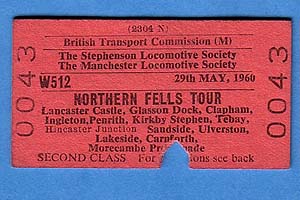 (2304 N)
British Transport Commission (M)
The Stephenson Locomotive Society
The Manchester Locomotive Society
W512 29th MAY, 1960
NORTHERN FELLS TOUR
Lancaster Castle, Glasson Dock, Clapham,
Ingleton, Penrith, Kirkby Stephen, Tebay,
Hincaster Junction Sandside, Ulverston,
Lakeside, Carnforth,
Morecambe
SECOND CLASS For see back
0043
0043